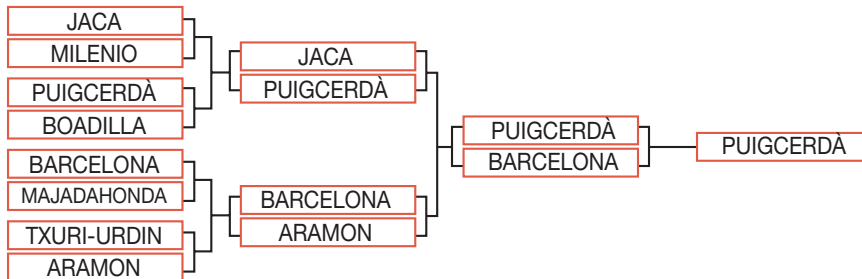 JACA
MILENIO
PUIGCERDÀ
BOADILLA
BARCELONA
MAJADAHONDA
TXURI-URDIN
ARAMON
JACA
PUIGCERDÀ
BARCELONA
ARAMON
PUIGCERDÀ
BARCELONA
PUIGCERDÀ